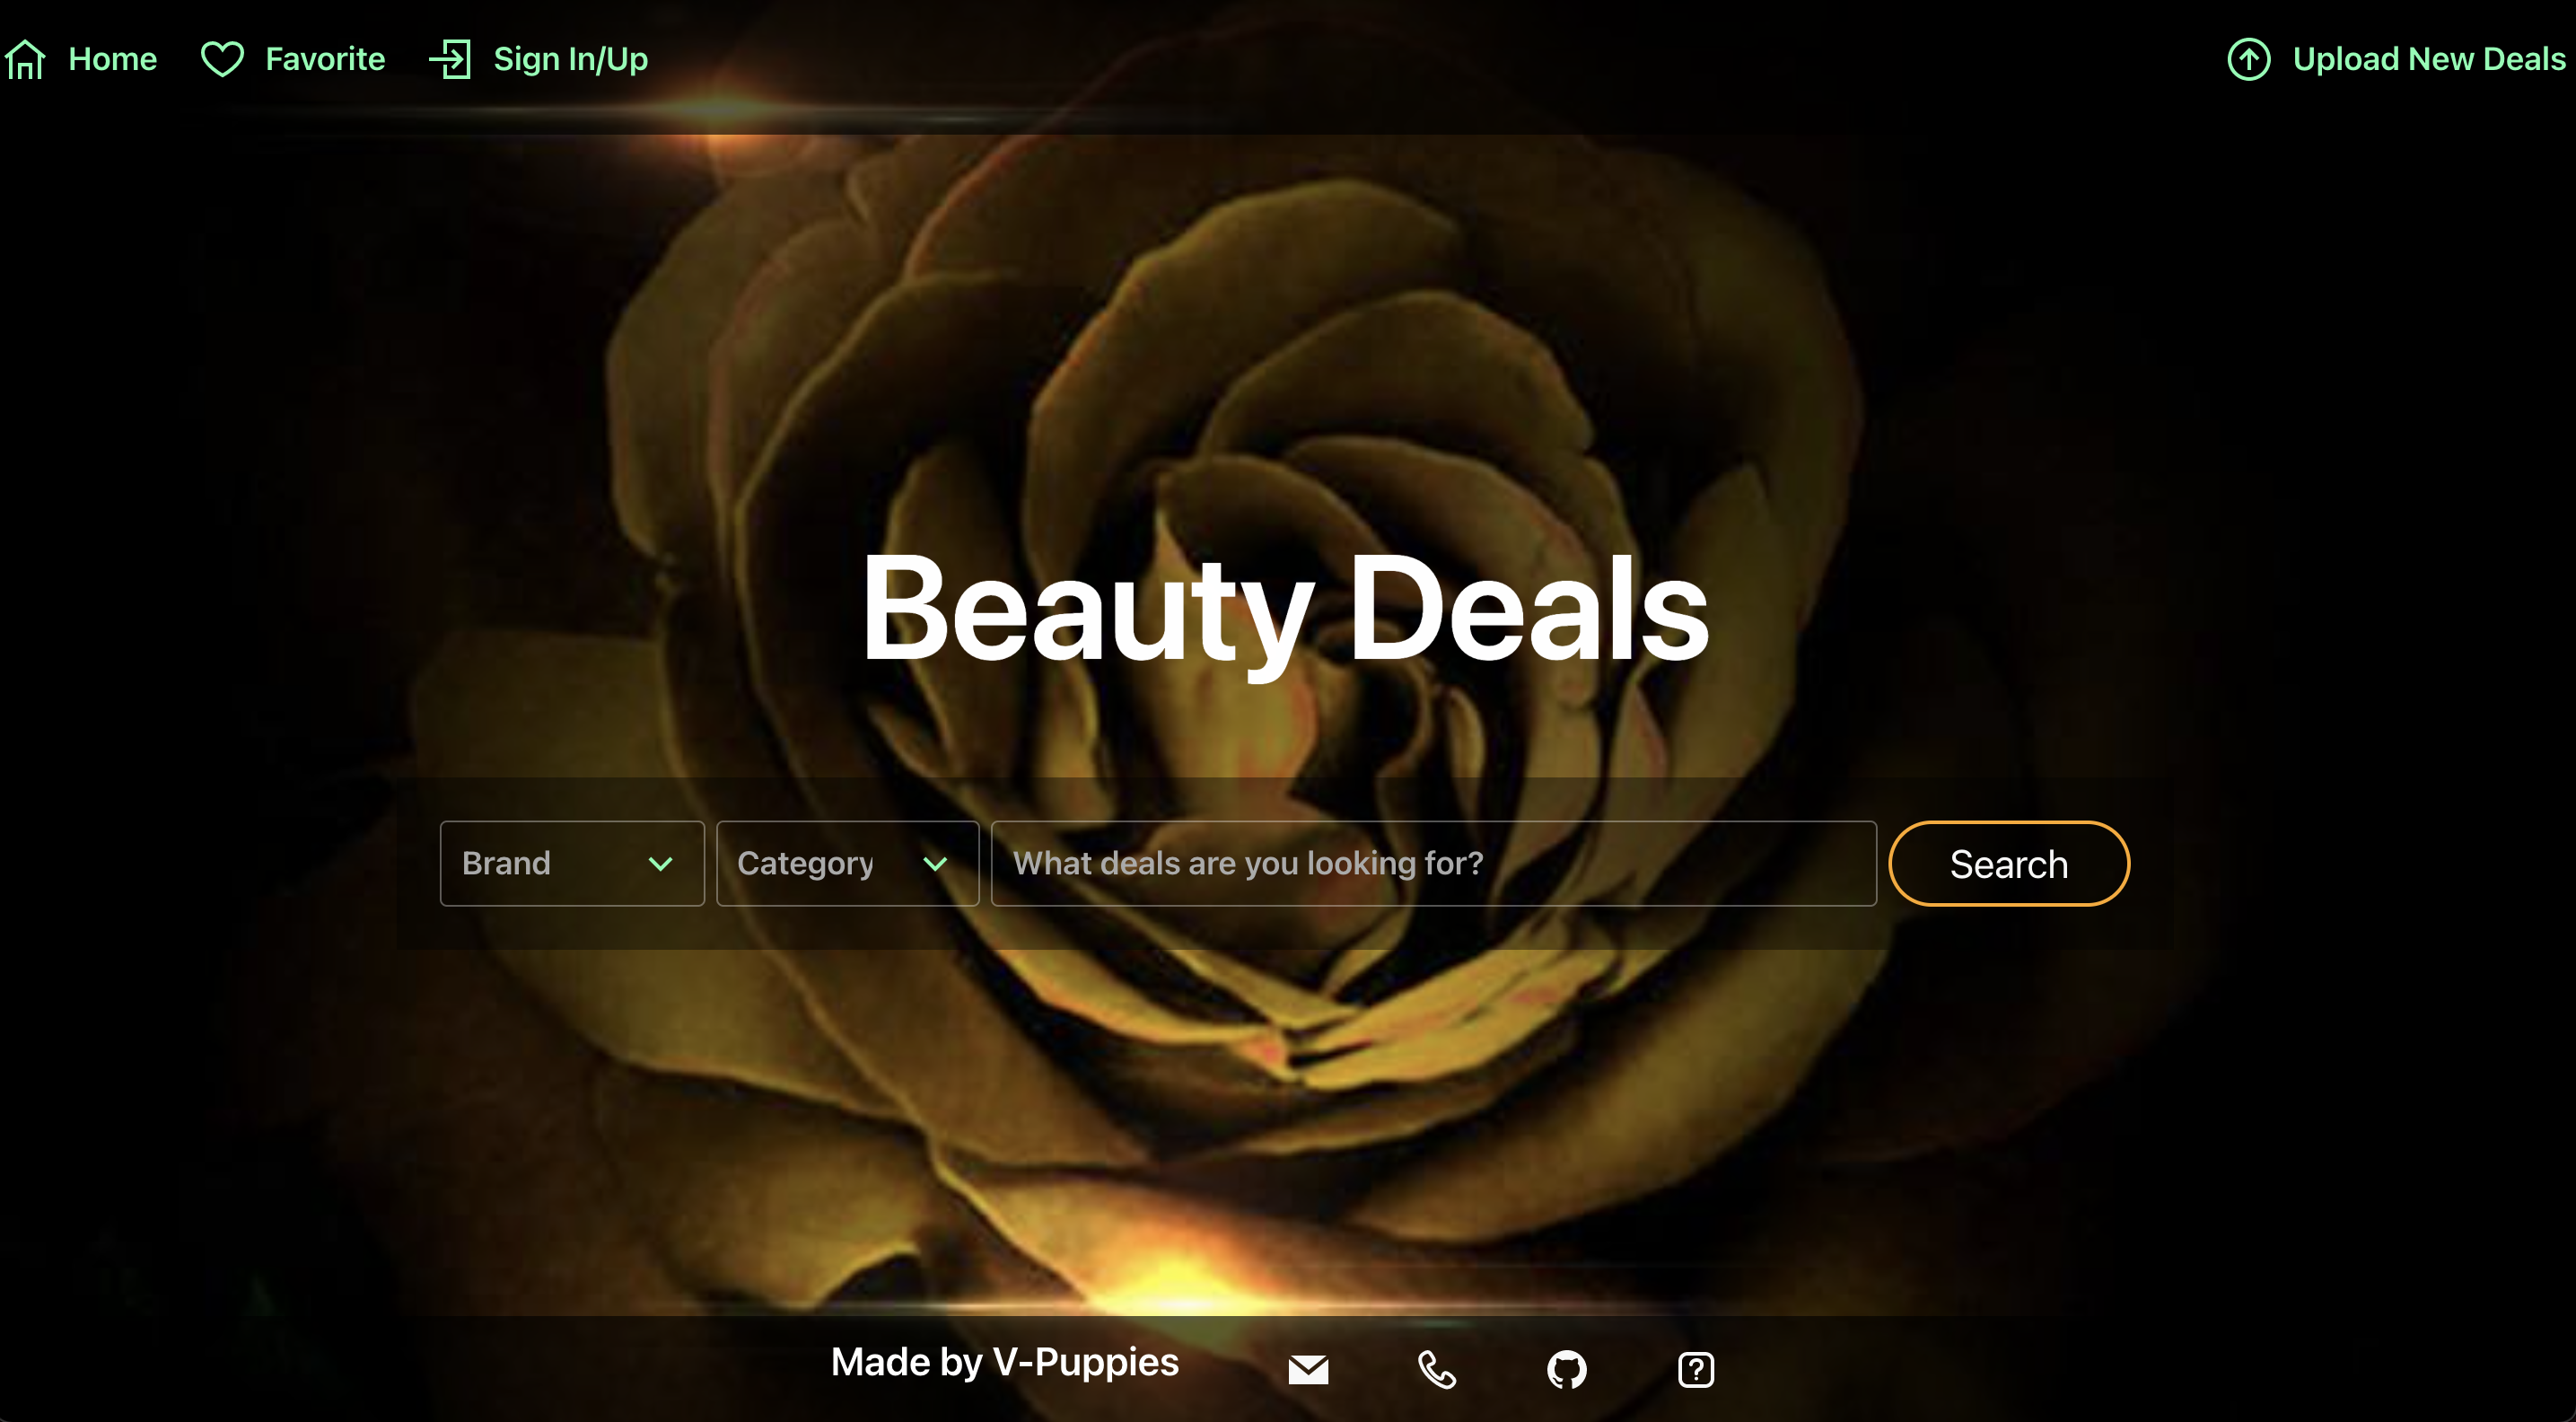 Home Favorite Sign In/Up Upload New Deals
Beauty Deals
Brand Category What deals are you looking for? Search
Made by V-Puppies